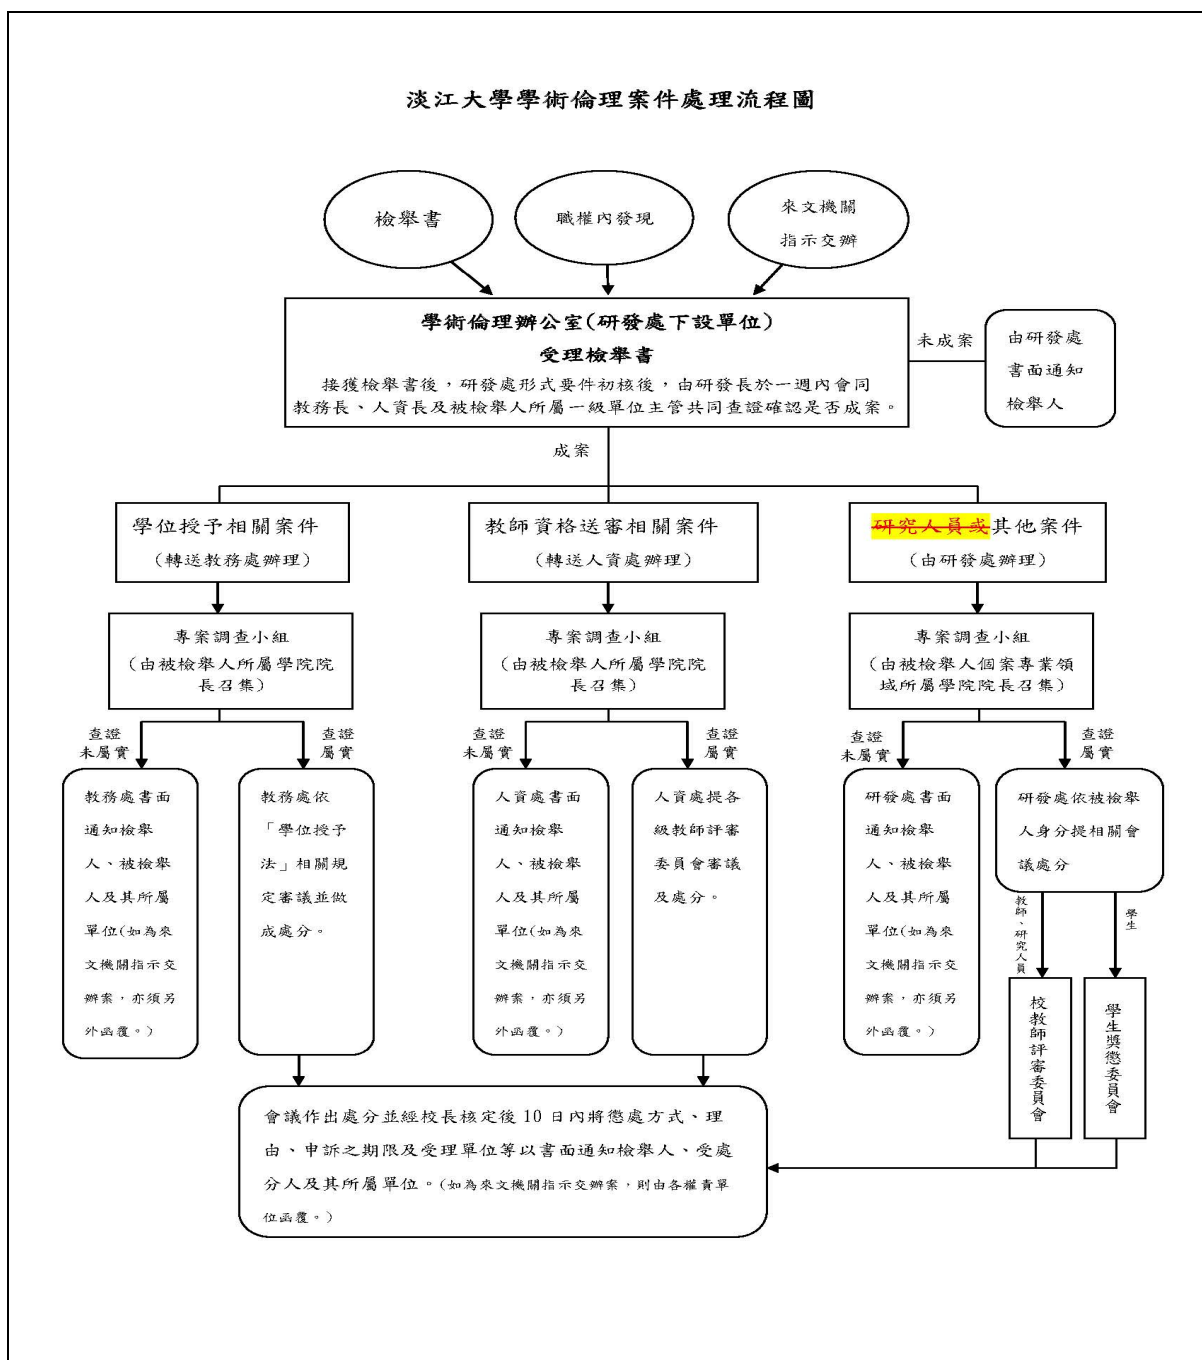 淡江大學學術倫理案件處理流程圖
檢舉書
職權內發現
來文機關
指示交辦
學術倫理辦公室(研發處下設單位)
受理檢舉書
接獲檢舉書後，研發處形式要件初核後，由研發長於一週內會同
教務長、人資長及被檢舉人所屬一級單位主管共同查證確認是否成案。
未成案
由研發處
書面通知
檢舉人
成案
學位授予相關案件
(轉送教務處辦理)
教師資格送審相關案件
(轉送人資處辦理)
研究人員或其他案件
(由研發處辦理)
專案調查小組
(由被檢舉人所屬學院院
長召集)
專案調查小組
(由被檢舉人所屬學院院
長召集)
專案調查小組
(由被檢舉人個案專業領
域所屬學院院長召集)
查證
未屬實
查證
屬實
查證
未屬實
查證
屬實
查證
未屬實
查證
屬實
教務處書面
通知檢舉
人、被檢舉
人及其所屬
單位(如為來
文機關指示交
辦案，亦須另
外函覆。)
教務處依
「學位授予
法」相關規
定審議並做
成處分。
人資處書面
通知檢舉
人、被檢舉
人及其所屬
單位(如為來
文機關指示交
辦案，亦須另
外函覆。)
人資處提各
級教師評審
委員會審議
及處分。
研發處書面
通知檢舉
人、被檢舉
人及其所屬
單位(如為來
文機關指示交
辦案，亦須另
外函覆。)
研發處依被檢舉
人身分提相關會
議處分
教師、研究人員
學生
校教師評審委員會
學生獎懲委員會
會議作出處分並經校長核定後 10 日內將懲處方式、理
由、申訴之期限及受理單位等以書面通知檢舉人、受處
分人及其所屬單位。(如為來文機關指示交辦案，則由各權責單
位函覆。)